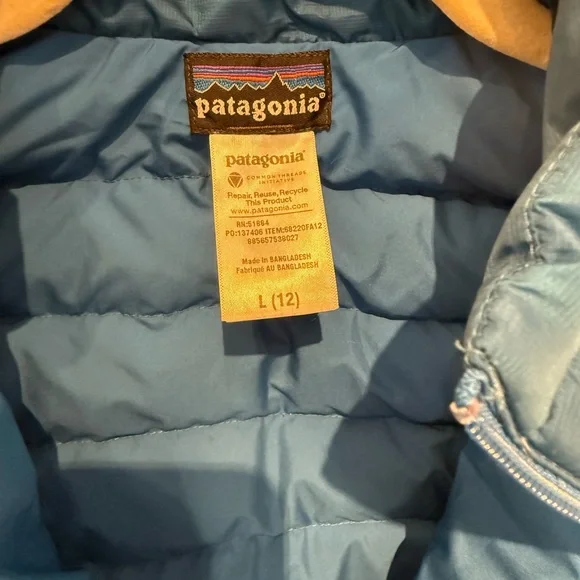 patagonia®
patagonia®
COMMON THREADS
INITIATIVE
Repair, Reuse, Recycle
This Product
www.patagonia.com
RN:51884
PO:137406 ITEM:68220FA12
885657538027
Made in BANGLADESH
Fabriqué AU BANGLADESH
L (12)